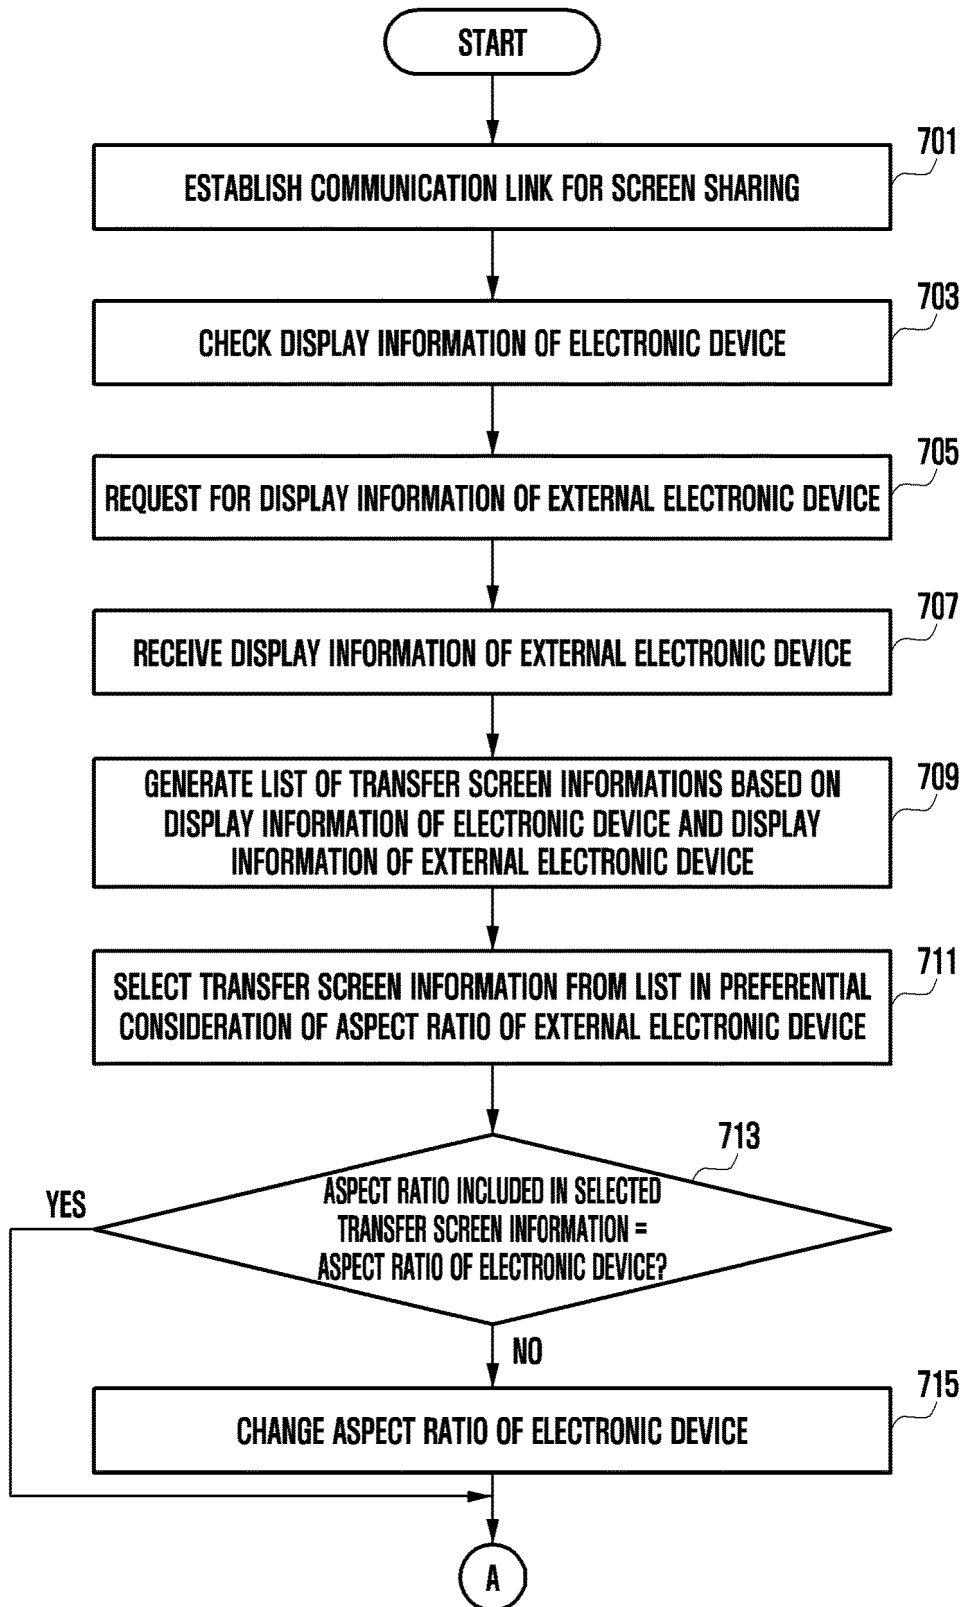 START
701
ESTABLISH COMMUNICATION LINK FOR SCREEN SHARING
703
CHECK DISPLAY INFORMATION OF ELECTRONIC DEVICE
705
REQUEST FOR DISPLAY INFORMATION OF EXTERNAL ELECTRONIC DEVICE
707
RECEIVE DISPLAY INFORMATION OF EXTERNAL ELECTRONIC DEVICE
709
GENERATE LIST OF TRANSFER SCREEN INFORMATIONS BASED ON
DISPLAY INFORMATION OF ELECTRONIC DEVICE AND DISPLAY
INFORMATION OF EXTERNAL ELECTRONIC DEVICE
711
SELECT TRANSFER SCREEN INFORMATION FROM LIST IN PREFERENTIAL
CONSIDERATION OF ASPECT RATIO OF EXTERNAL ELECTRONIC DEVICE
713
YES
ASPECT RATIO INCLUDED IN SELECTED
TRANSFER SCREEN INFORMATION =
ASPECT RATIO OF ELECTRONIC DEVICE?
NO
715
CHANGE ASPECT RATIO OF ELECTRONIC DEVICE
A